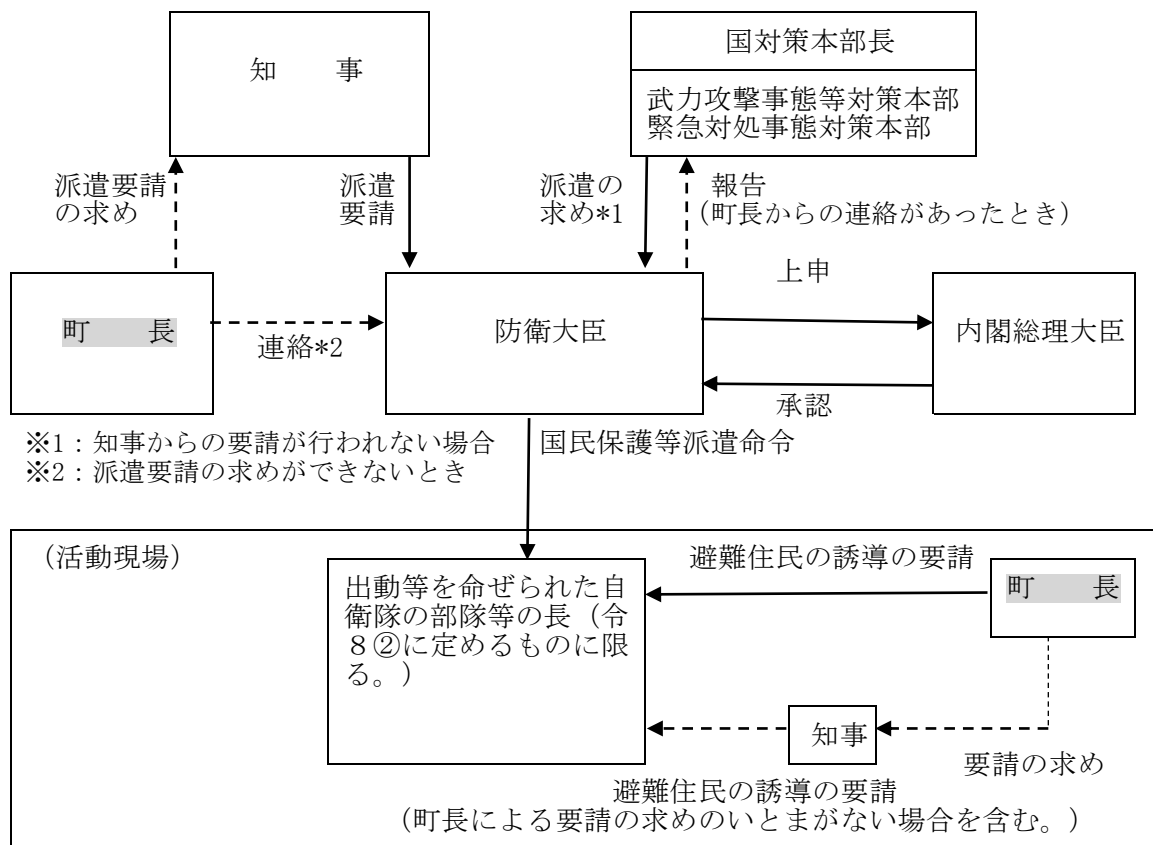 知　　事
国対策本部長
武力攻撃事態等対策本部
緊急対処事態対策本部
派遣要請
の求め
派遣
要請
派遣の
求め*1
報告
(町長からの連絡があったとき)
町　　長
連絡*2
防衛大臣
上申
承認
内閣総理大臣
※1：知事からの要請が行われない場合
※2：派遣要請の求めができないとき
国民保護等派遣命令
(活動現場)
出動等を命ぜられた自
衛隊の部隊等の長（令
８②に定めるものに限
る。）
避難住民の誘導の要請
町　　長
知事
要請の求め
避難住民の誘導の要請
(町長による要請の求めのいとまがない場合を含む。)